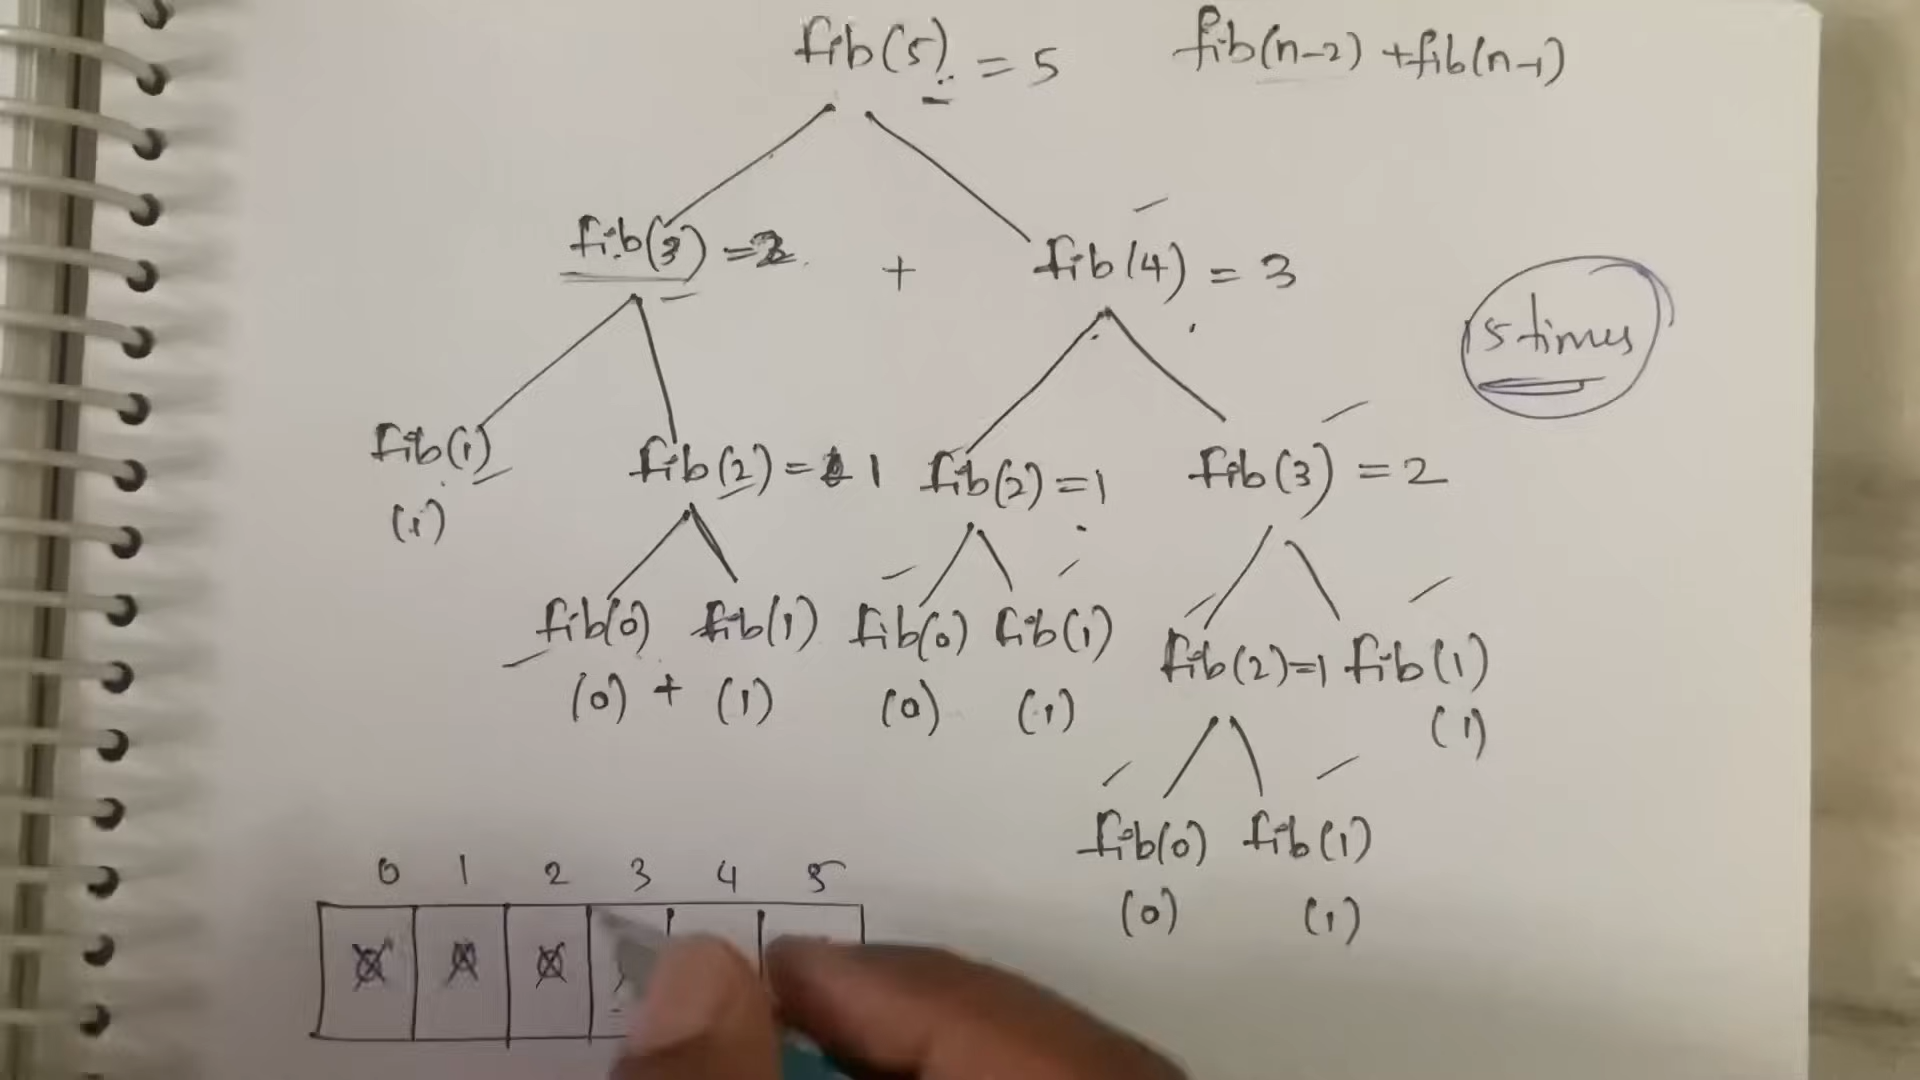 fib(5) = 5 fib(n-2) + fib(n-1)
fib(3) = 2 + fib(4) = 3
15 times
fib(1) fib(2) = 1 fib(2) = 1 fib(3) = 2
(1)
fib(0) fib(1) fib(0) fib(1) fib(2)=1 fib(1)
(0) + (1) (0) (1) (1)
fib(0) fib(1)
(0) (1)
0 1 2 3 4 5